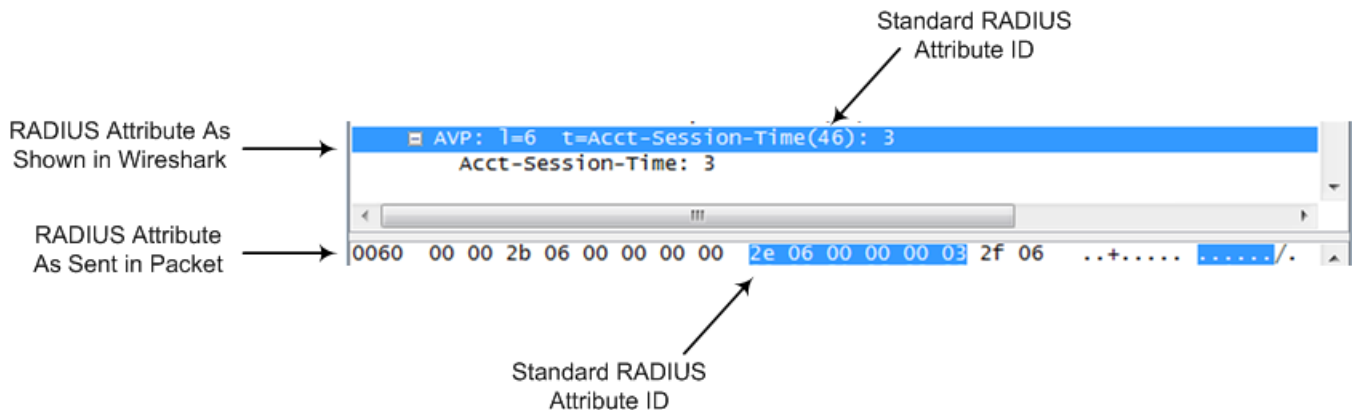 Standard RADIUS
Attribute ID
RADIUS Attribute As
Shown in Wireshark
AVP: l=6 t=Acct-Session-Time(46): 3
Acct-Session-Time: 3
RADIUS Attribute
As Sent in Packet
0060 00 00 2b 06 00 00 00 00 2e 06 00 00 00 03 2f 06 ..+..... ....../.
Standard RADIUS
Attribute ID